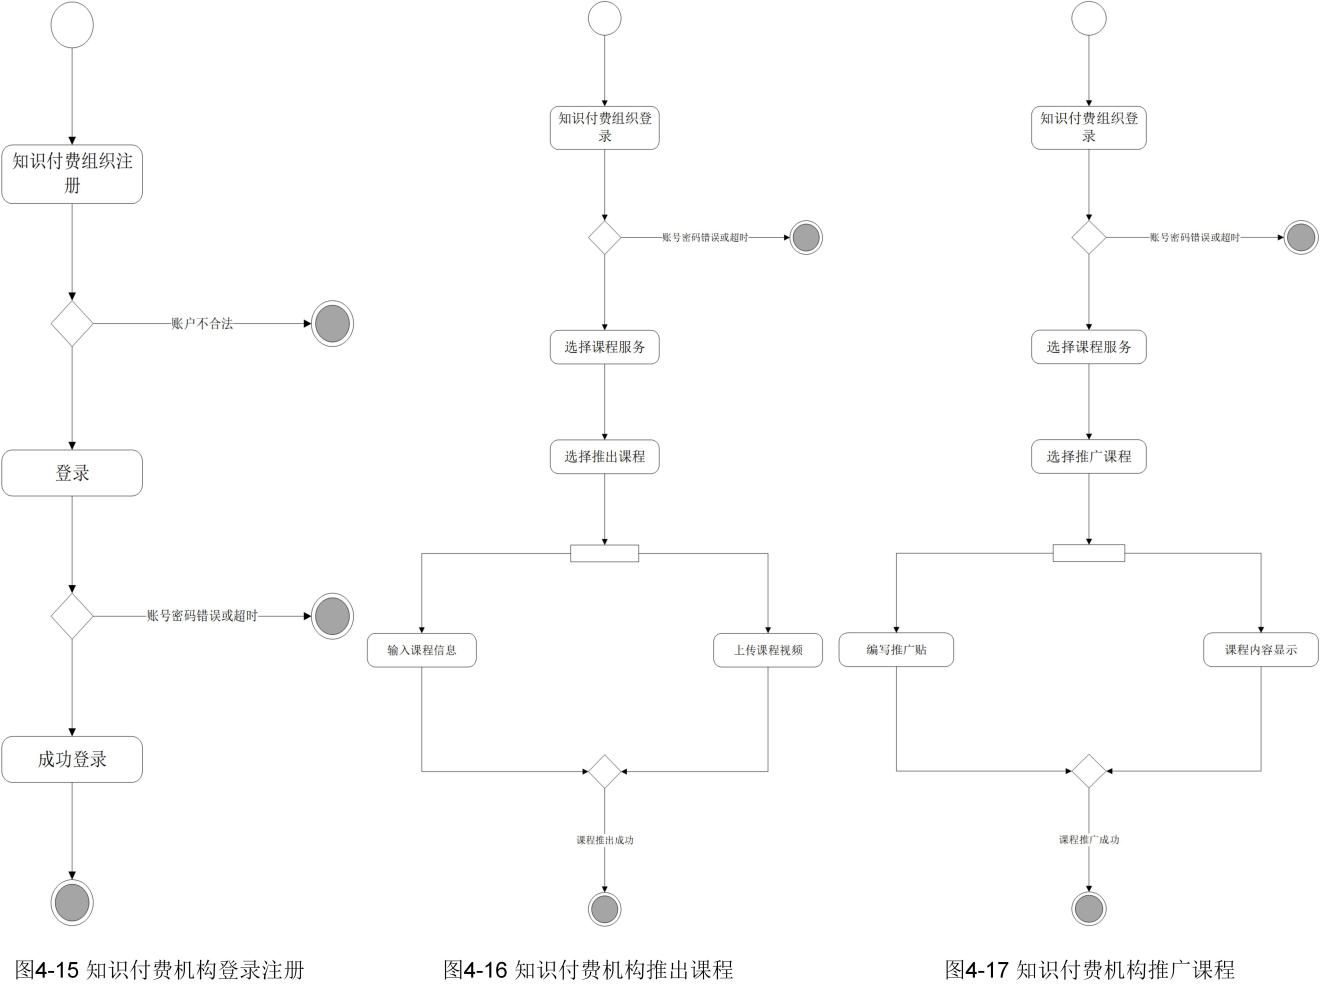 知识付费组织注
册
账户不合法
登录
账号密码错误或超时
成功登录
图4-15 知识付费机构登录注册
知识付费组织登
录
账号密码错误或超时
选择课程服务
选择推出课程
输入课程信息
上传课程视频
课程推出成功
图4-16 知识付费机构推出课程
知识付费组织登
录
账号密码错误或超时
选择课程服务
选择推广课程
编写推广贴
课程内容显示
课程推广成功
图4-17 知识付费机构推广课程